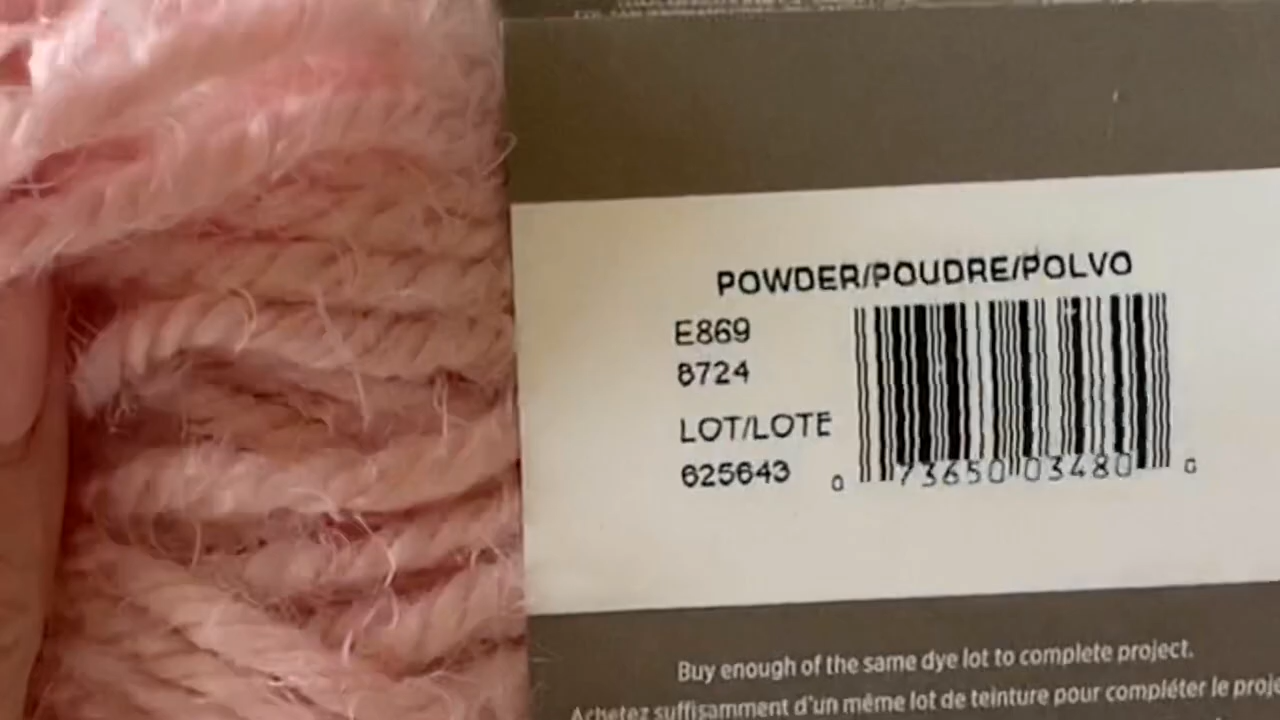 POWDER/POUDRE/POLVO
E869
8724
LOT/LOTE
625643
0 73650 03480 0
Buy enough of the same dye lot to complete project.
Achetez suffisamment d'un même lot de teinture pour compléter le proje